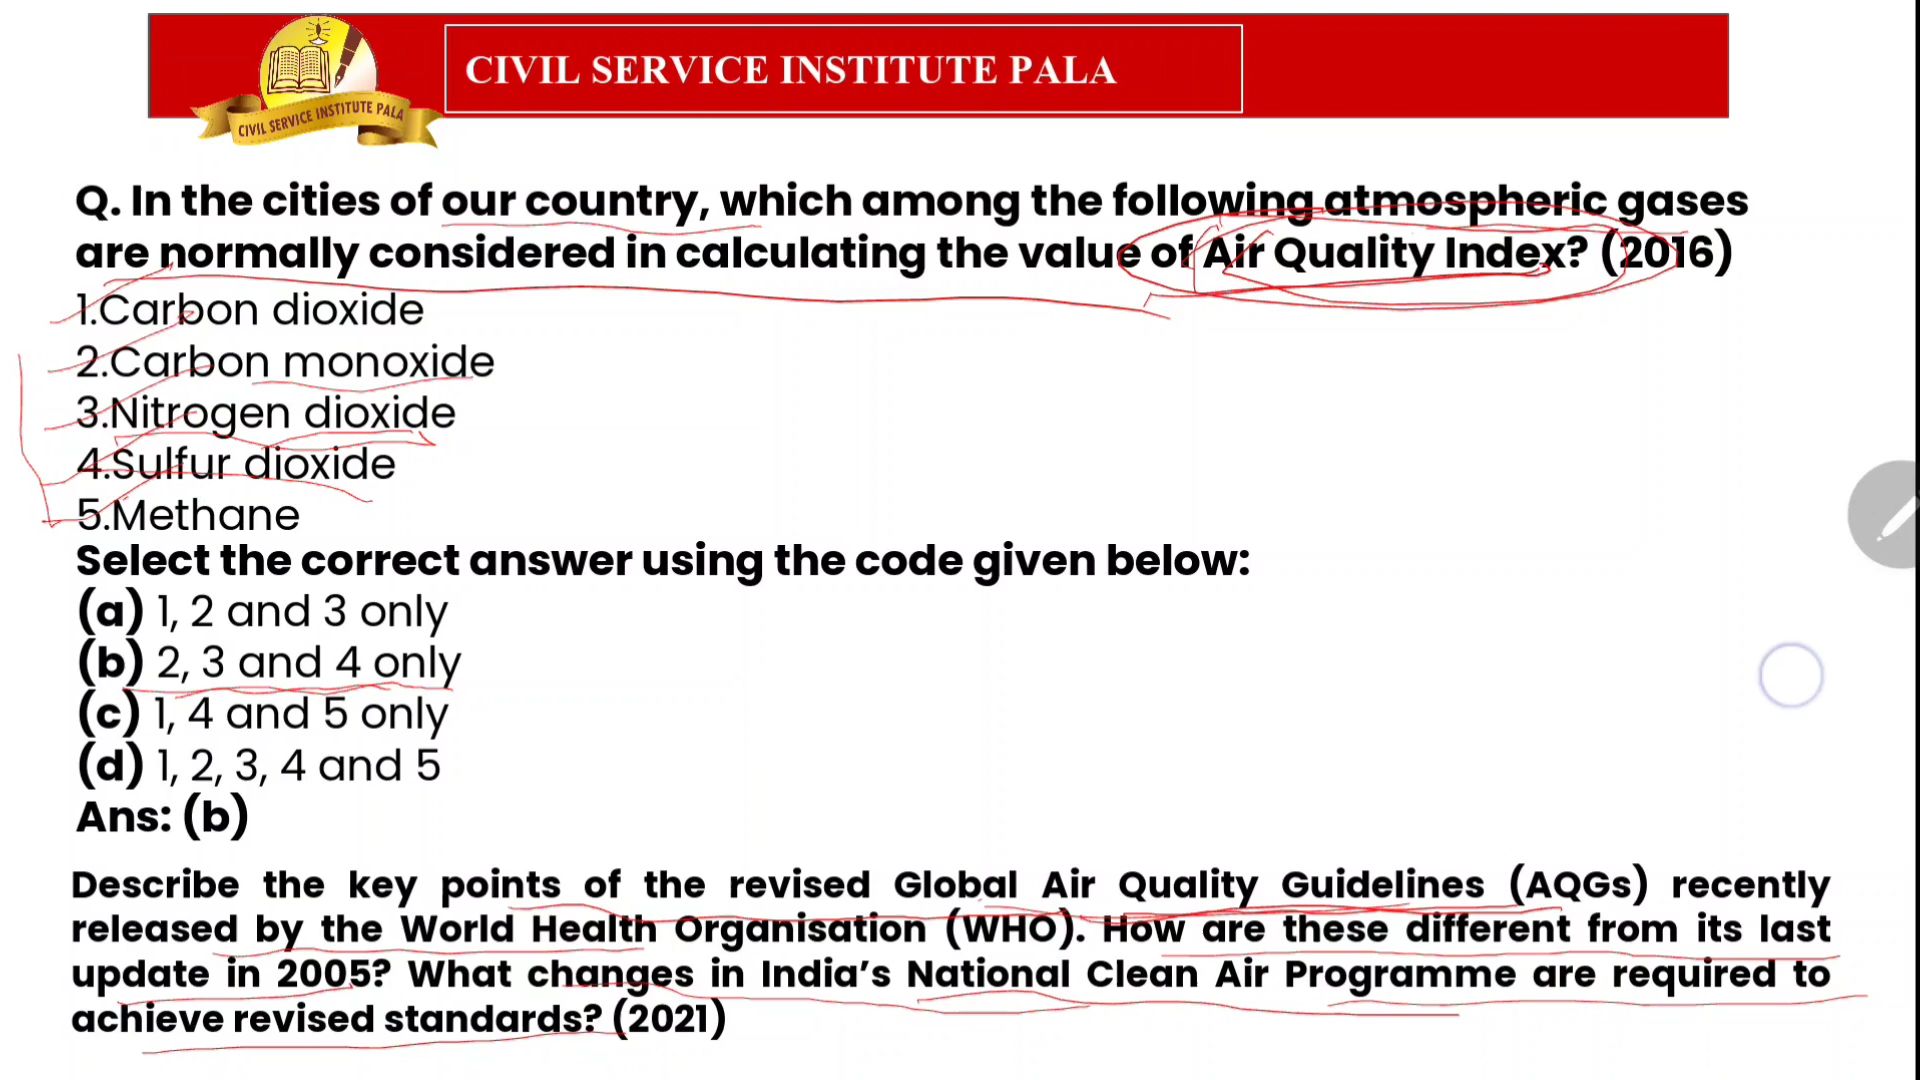 CIVIL SERVICE INSTITUTE PALA
CIVIL SERVICE INSTITUTE PALA
Q. In the cities of our country, which among the following atmospheric gases
are normally considered in calculating the value of Air Quality Index? (2016)
1.Carbon dioxide
2.Carbon monoxide
3.Nitrogen dioxide
4.Sulfur dioxide
5.Methane
Select the correct answer using the code given below:
(a) 1, 2 and 3 only
(b) 2, 3 and 4 only
(c) 1, 4 and 5 only
(d) 1, 2, 3, 4 and 5
Ans: (b)
Describe the key points of the revised Global Air Quality Guidelines (AQGs) recently
released by the World Health Organisation (WHO). How are these different from its last
update in 2005? What changes in India's National Clean Air Programme are required to
achieve revised standards? (2021)